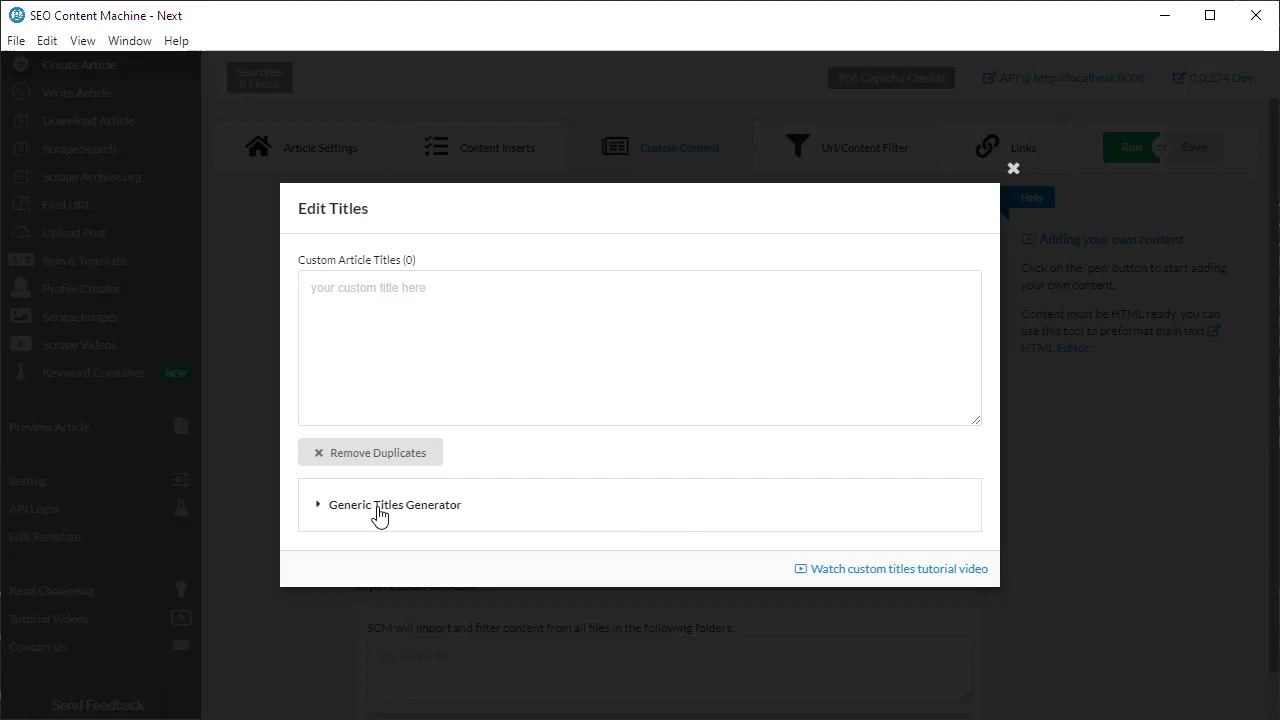 SEO Content Machine - Next
File Edit View Window Help
Create Article
Write Article
Download Article
Scrape Search
Scrape Archive.org
Find URL
Upload Post
Spin & Translate
Profile Creator
Scrape Images
Scrape Videos
Keyword Combiner NEW
Preview Article
Setting
API Login
Edit Template
Read Changelog
Tutorial Videos
Contact Us
Send Feedback
Searches
0 / hour
Captcha Credits
API @ http://localhost:8008
0.0.274 Dev
Article Settings
Content Inserts
Custom Content
Url/Content Filter
Links
Run or Save
Edit Titles
Custom Article Titles (0)
your custom title here
Remove Duplicates
Generic Titles Generator
Watch custom titles tutorial video
Help
Adding your own content
Click on the 'pen' button to start adding
your own content.
Content must be HTML ready, you can
use this tool to preformat plain text
HTML Editor.
SCM will import and filter content from all files in the following folders.